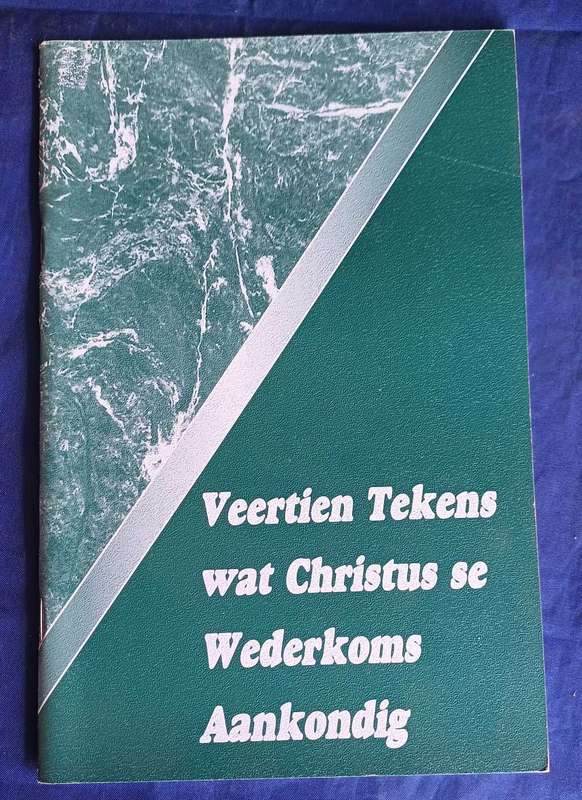 Veertien Tekens
wat Christus se
Wederkoms
Aankondig